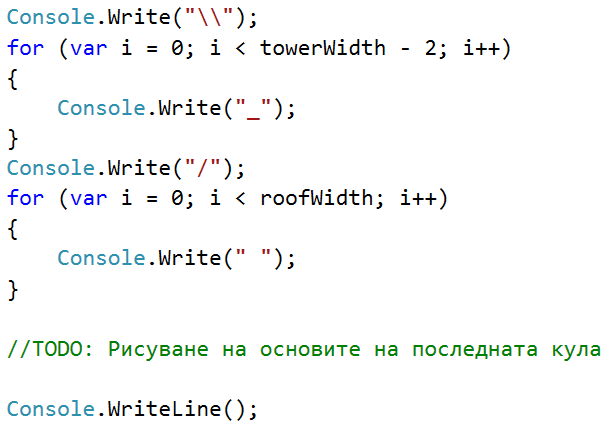 Console.Write("\\");
for (var i = 0; i < towerWidth - 2; i++)
{
    Console.Write("_");
}
Console.Write("/");
for (var i = 0; i < roofWidth; i++)
{
    Console.Write(" ");
}

//TODO: Рисуване на основите на последната кула

Console.WriteLine();